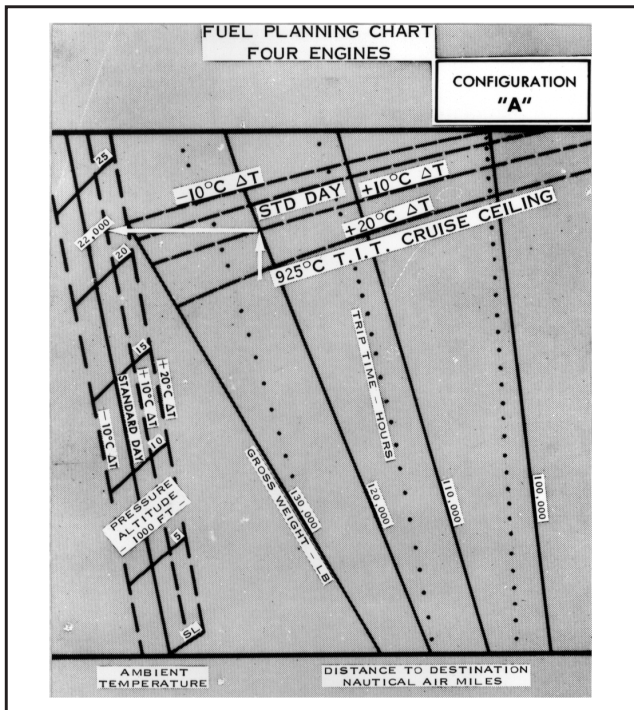 FUEL PLANNING CHART
FOUR ENGINES
CONFIGURATION
"A"
25
22,000
20
15
10
5
SL
-10°C ΔT
STD DAY
+10°C ΔT
+20°C ΔT
925°C T.I.T. CRUISE CEILING
-10°C ΔT
STANDARD DAY
+10°C ΔT
+20°C ΔT
PRESSURE
ALTITUDE
- 1000 FT -
TRIP TIME - HOURS
GROSS WEIGHT - LB
130,000
120,000
110,000
100,000
AMBIENT
TEMPERATURE
DISTANCE TO DESTINATION
NAUTICAL AIR MILES